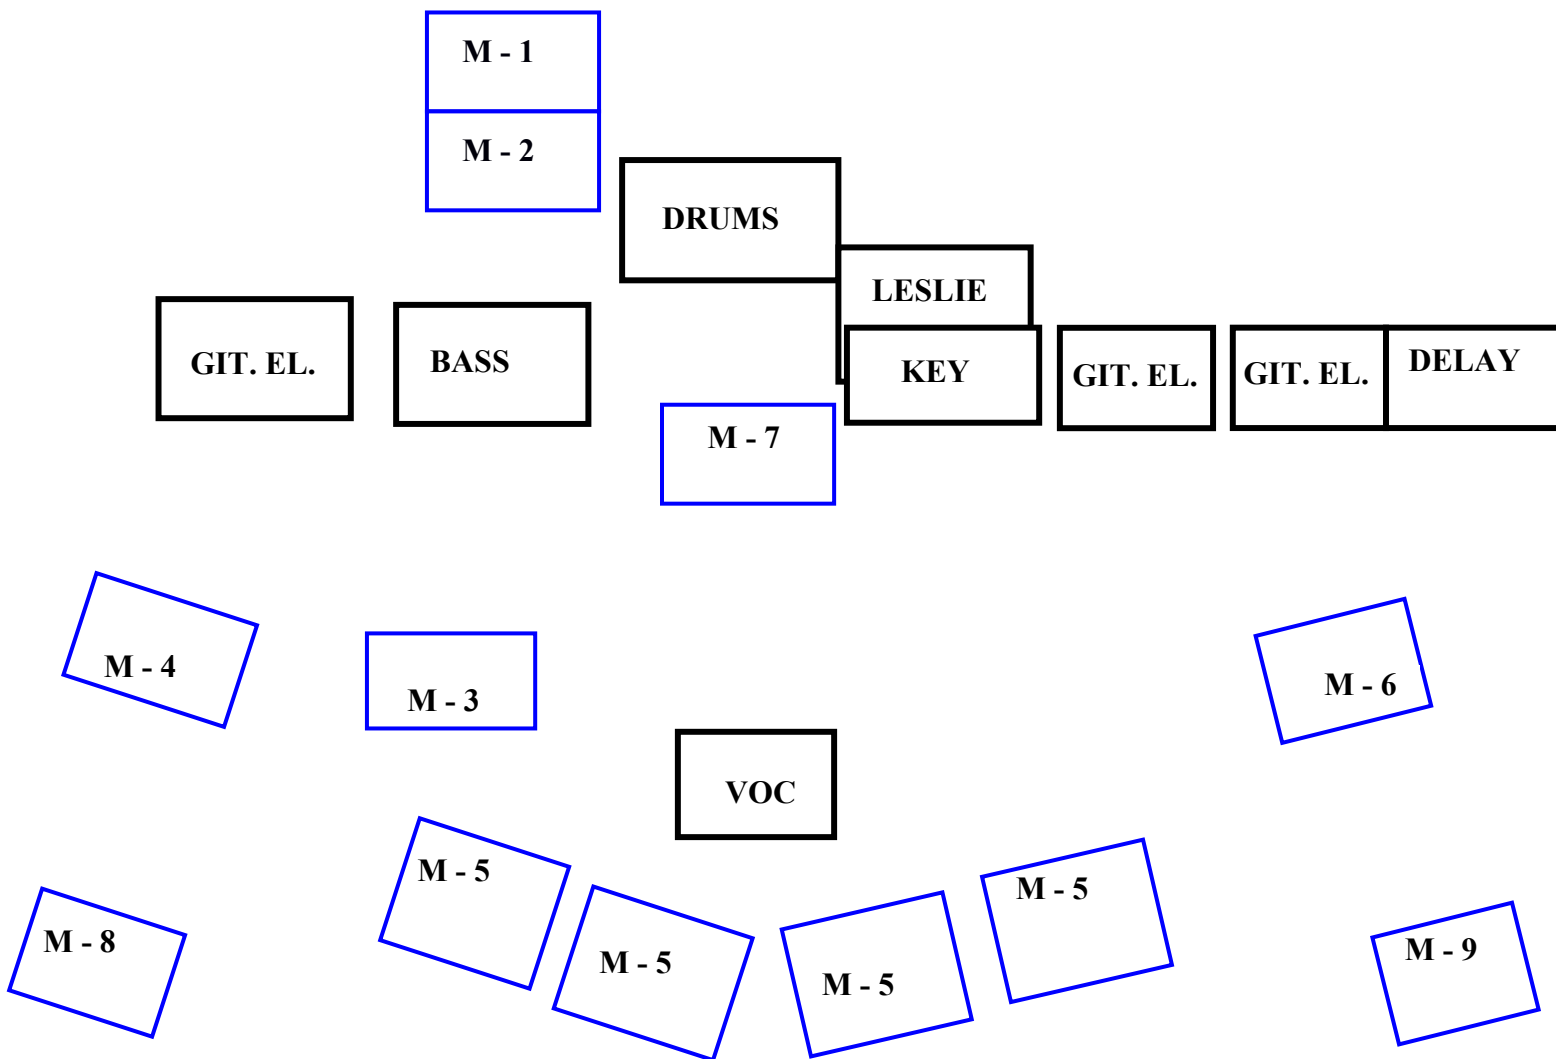 M - 1
M - 2
DRUMS
LESLIE
GIT. EL.
BASS
KEY
GIT. EL.
GIT. EL.
DELAY
M - 7
M - 4
M - 3
M - 6
VOC
M - 5
M - 5
M - 5
M - 5
M - 8
M - 9